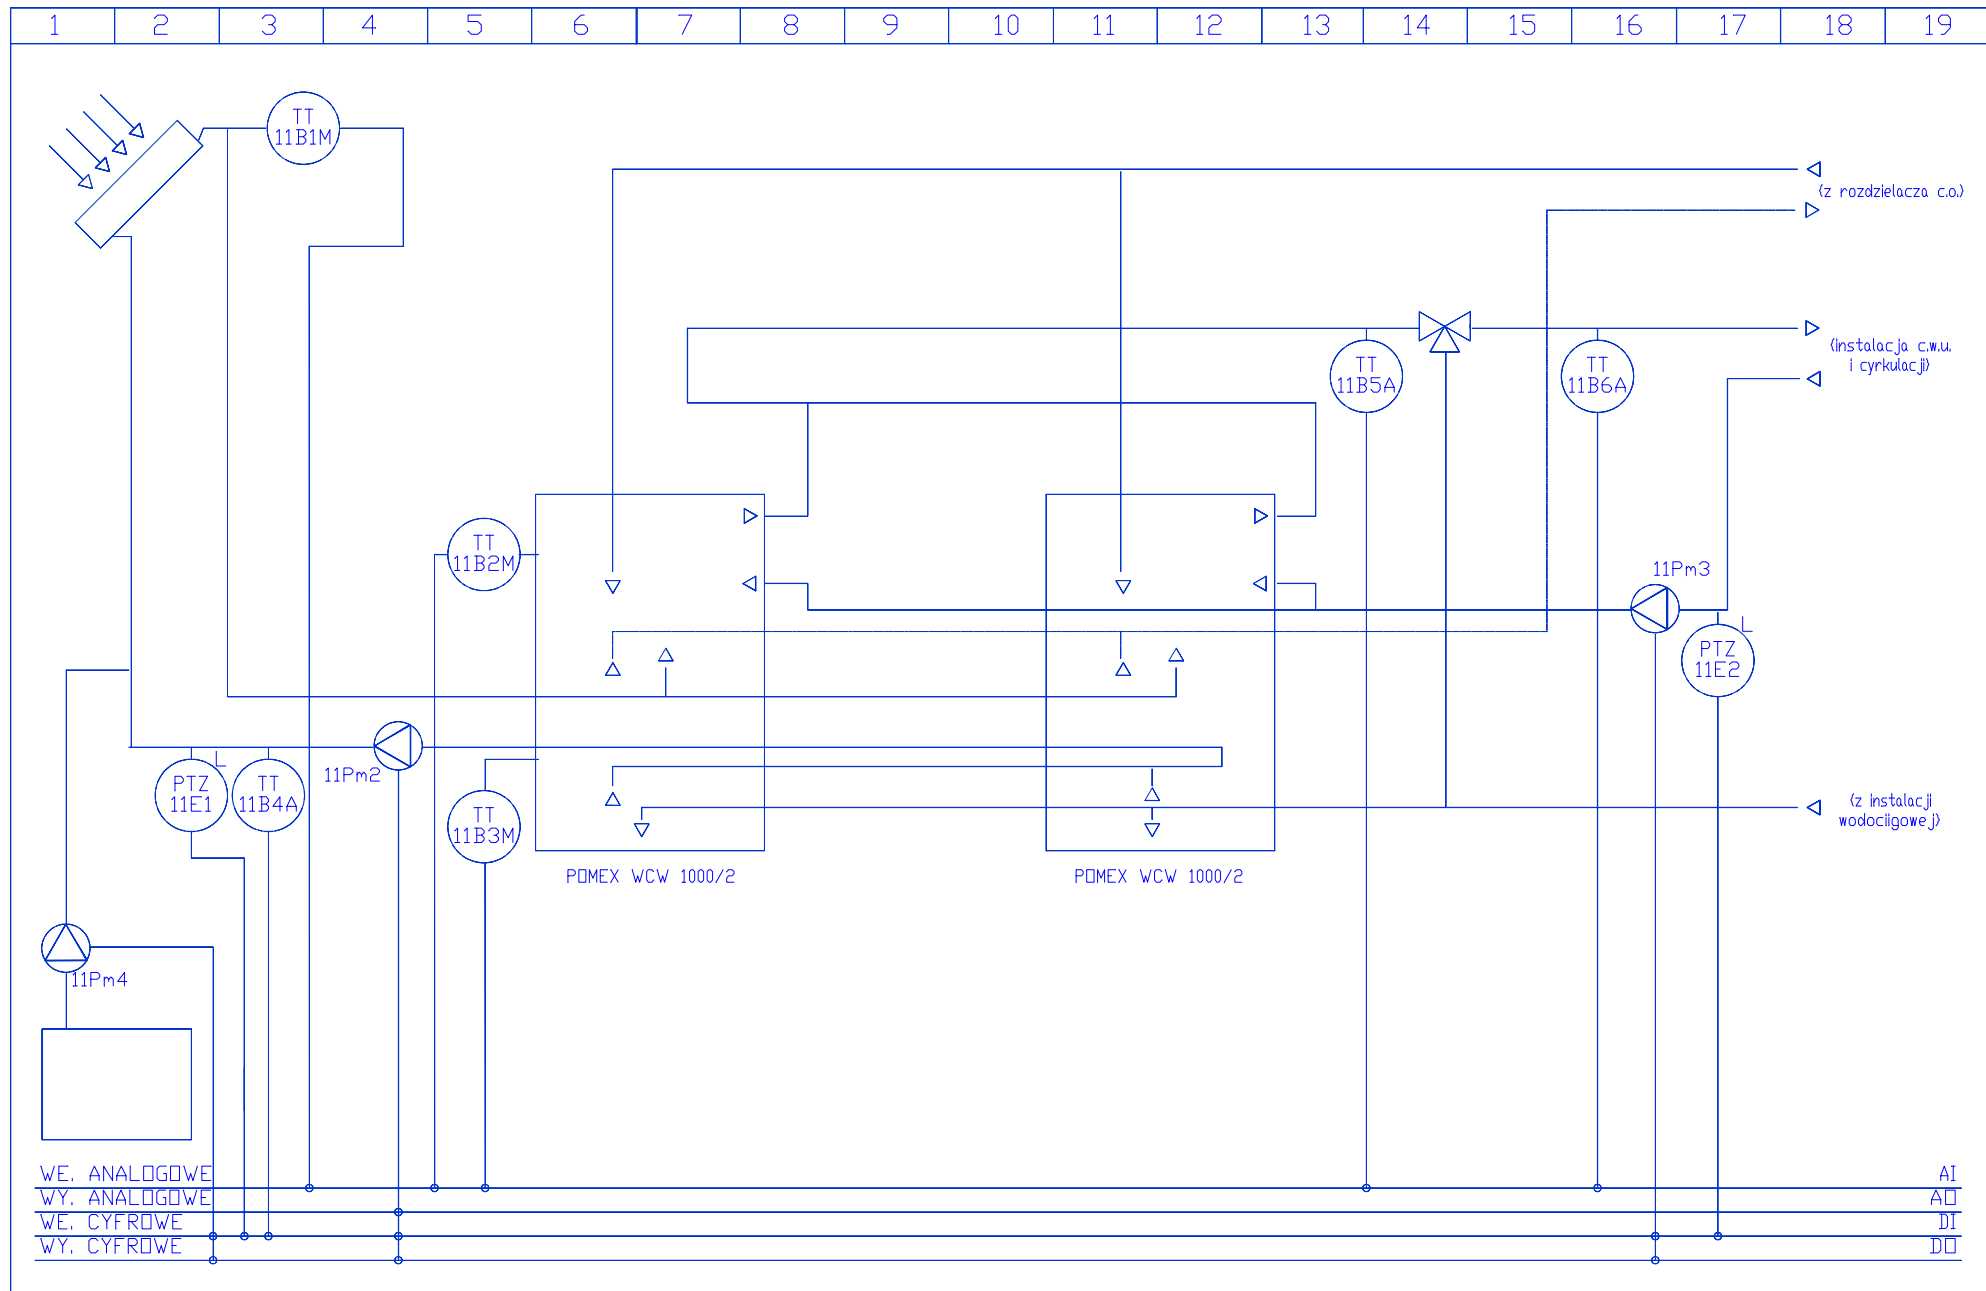 1 2 3 4 5 6 7 8 9 10 11 12 13 14 15 16 17 18 19
TT
11B1M
(z rozdzielacza c.o.)
(instalacja c.w.u.
i cyrkulacji)
TT
11B5A
TT
11B6A
TT
11B2M
11Pm3
L
PTZ
11E2
L
PTZ
11E1
TT
11B4A
11Pm2
TT
11B3M
(z instalacji
wodociigowej)
POMEX WCW 1000/2
POMEX WCW 1000/2
11Pm4
WE. ANALOGOWE AI
WY. ANALOGOWE AO
WE. CYFROWE DI
WY. CYFROWE DO